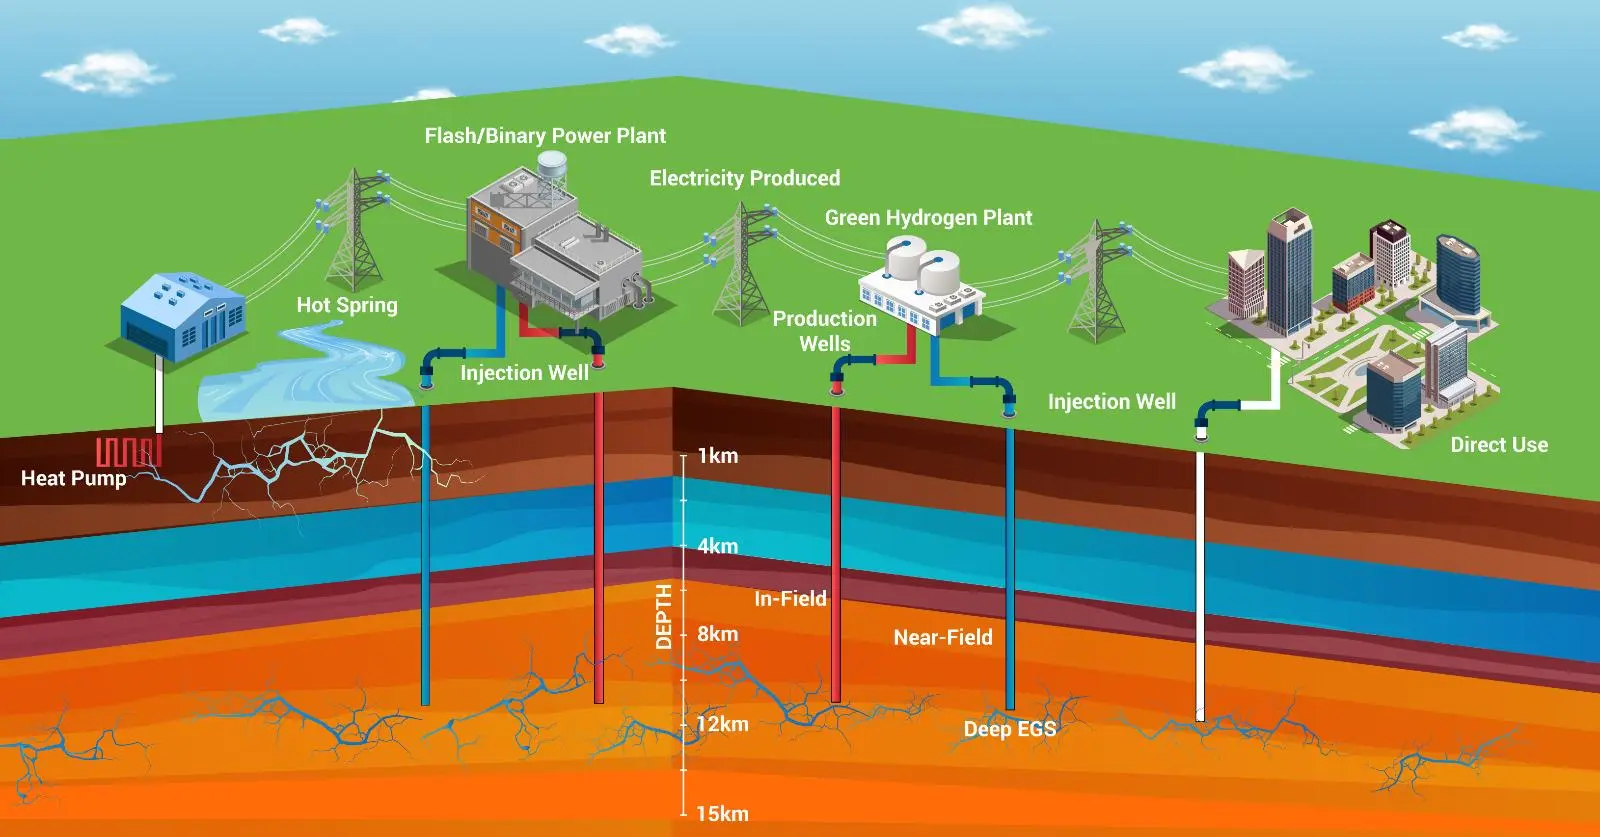 Flash/Binary Power Plant
Electricity Produced
Green Hydrogen Plant
Hot Spring
Production
Wells
Injection Well
Injection Well
Direct Use
Heat Pump
1km
4km
In-Field
DEPTH
8km
Near-Field
12km
Deep EGS
15km